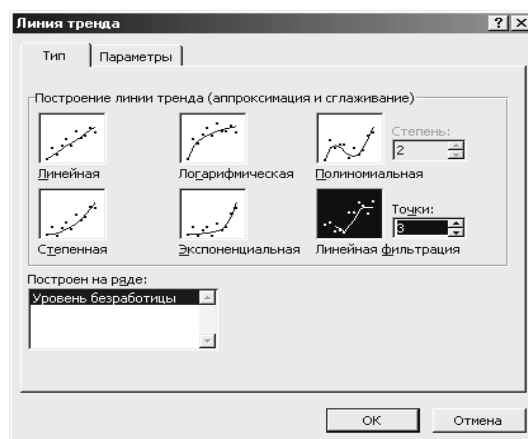 Линия тренда
Тип Параметры
Построение линии тренда (аппроксимация и сглаживание)
Степень:
2
Линейная Логарифмическая Полиномиальная
Точки:
3
Степенная Экспоненциальная Линейная фильтрация
Построен на ряде:
Уровень безработицы
ОК Отмена